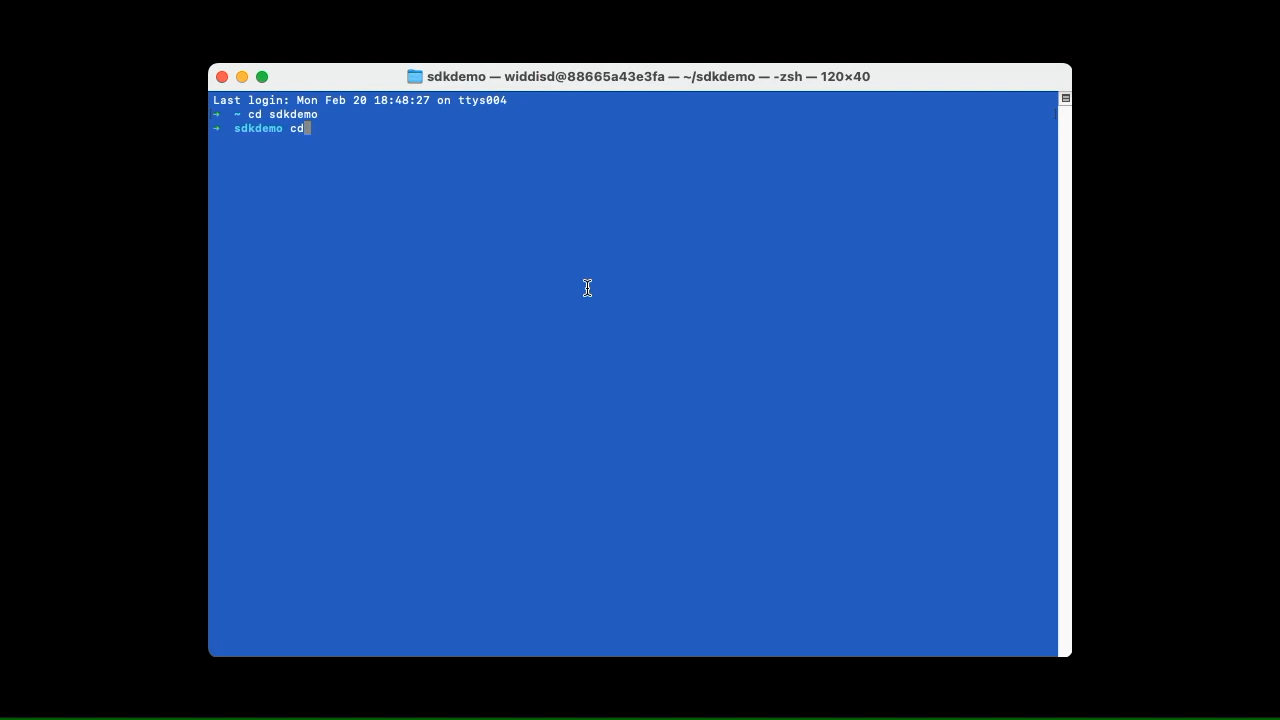 sdkdemo — widdisd@88665a43e3fa — ~/sdkdemo — -zsh — 120×40
Last login: Mon Feb 20 18:48:27 on ttys004
➜  ~ cd sdkdemo
➜  sdkdemo cd